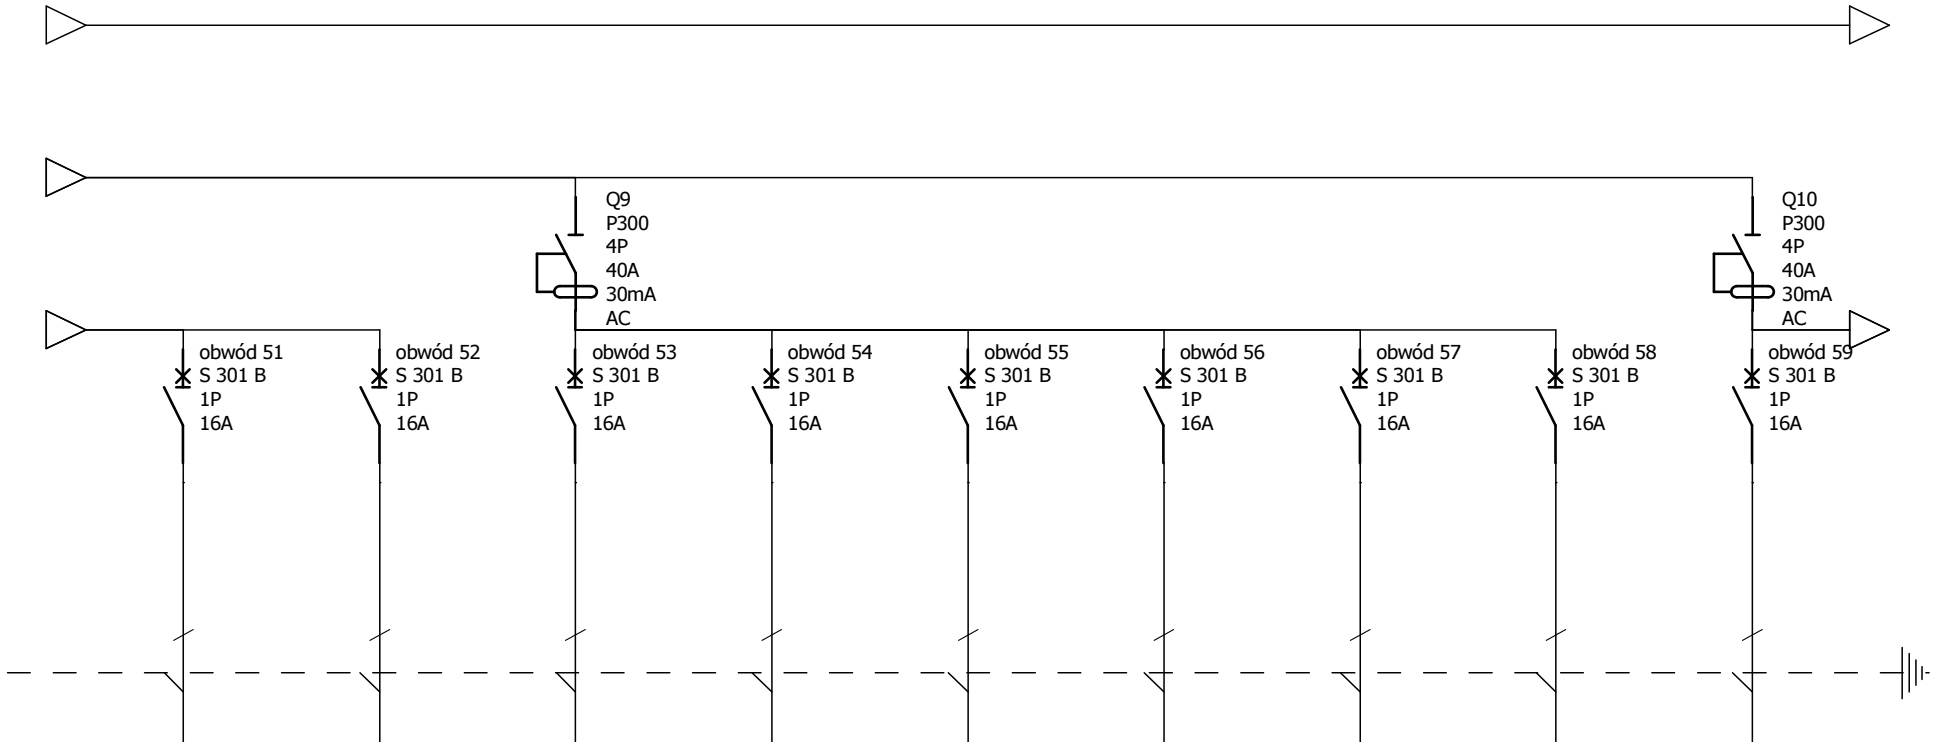 Q9
P300
4P
40A
30mA
AC
Q10
P300
4P
40A
30mA
AC
obwód 51
S 301 B
1P
16A
obwód 52
S 301 B
1P
16A
obwód 53
S 301 B
1P
16A
obwód 54
S 301 B
1P
16A
obwód 55
S 301 B
1P
16A
obwód 56
S 301 B
1P
16A
obwód 57
S 301 B
1P
16A
obwód 58
S 301 B
1P
16A
obwód 59
S 301 B
1P
16A